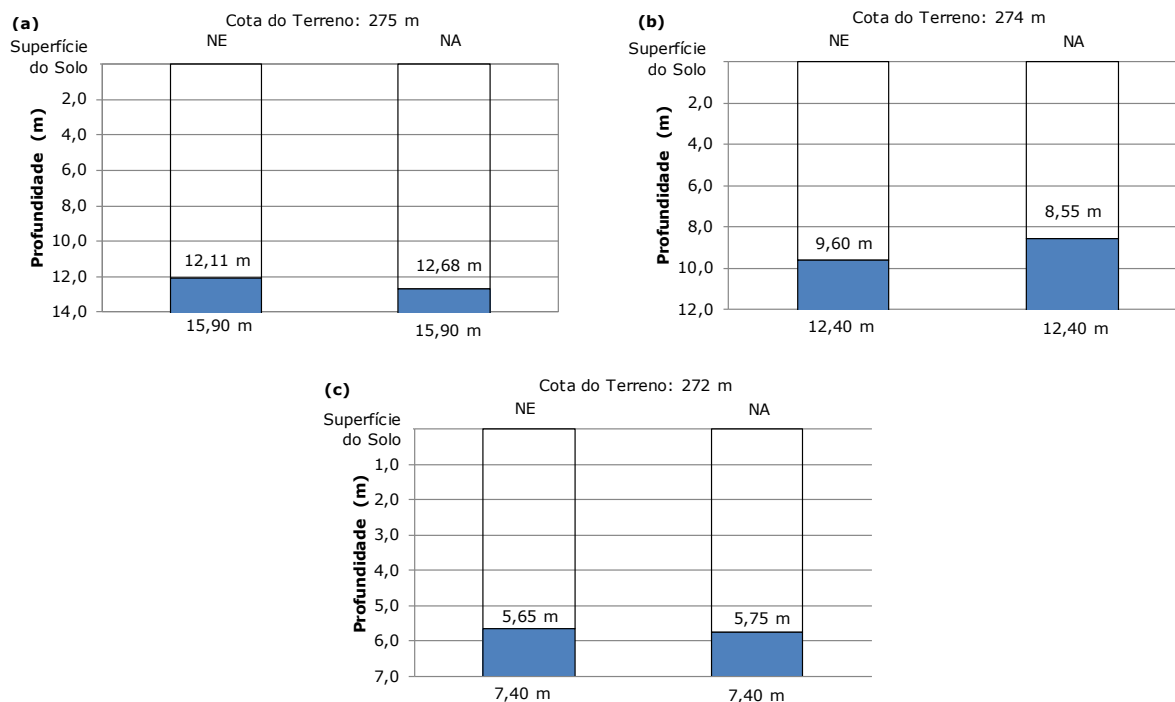 (a)
Cota do Terreno: 275 m
NE
NA
Superfície
do Solo
Profundidade (m)
2,0
4,0
6,0
8,0
10,0
12,0
14,0
12,11 m
12,68 m
15,90 m
15,90 m
(b)
Cota do Terreno: 274 m
NE
NA
Superfície
do Solo
Profundidade (m)
2,0
4,0
6,0
8,0
10,0
12,0
9,60 m
8,55 m
12,40 m
12,40 m
(c)
Cota do Terreno: 272 m
NE
NA
Superfície
do Solo
Profundidade (m)
1,0
2,0
3,0
4,0
5,0
6,0
7,0
5,65 m
5,75 m
7,40 m
7,40 m